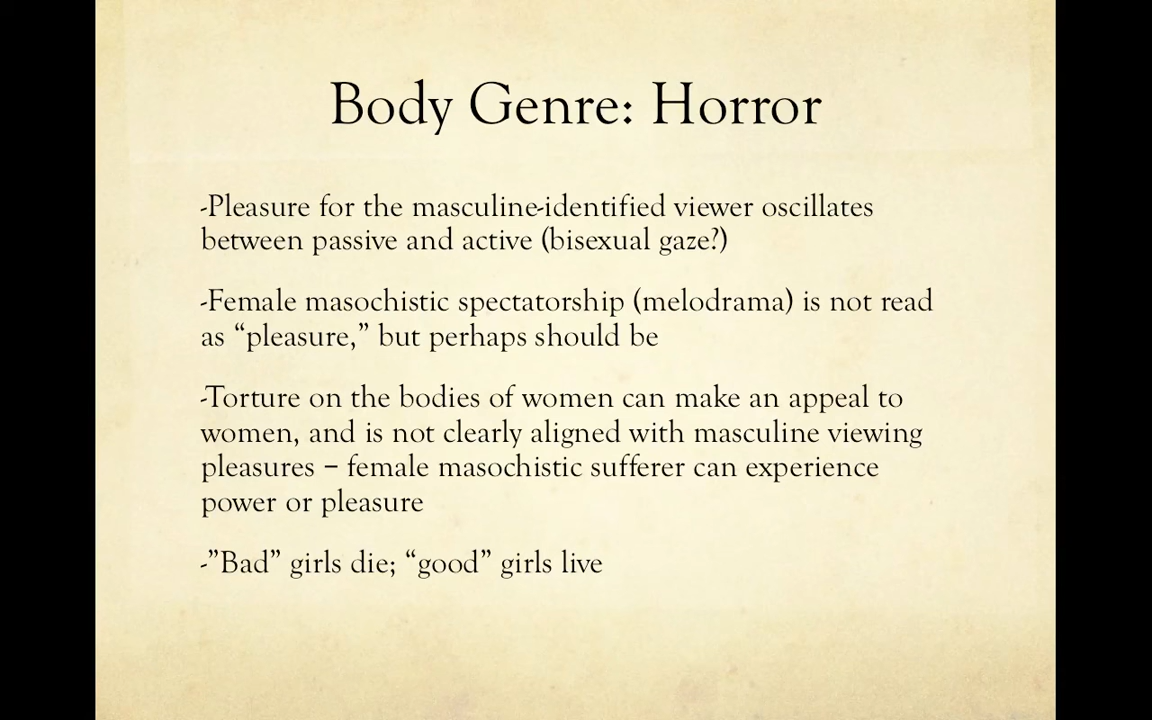 Body Genre: Horror
-Pleasure for the masculine-identified viewer oscillates
between passive and active (bisexual gaze?)
-Female masochistic spectatorship (melodrama) is not read
as “pleasure,” but perhaps should be
-Torture on the bodies of women can make an appeal to
women, and is not clearly aligned with masculine viewing
pleasures – female masochistic sufferer can experience
power or pleasure
-”Bad” girls die; “good” girls live